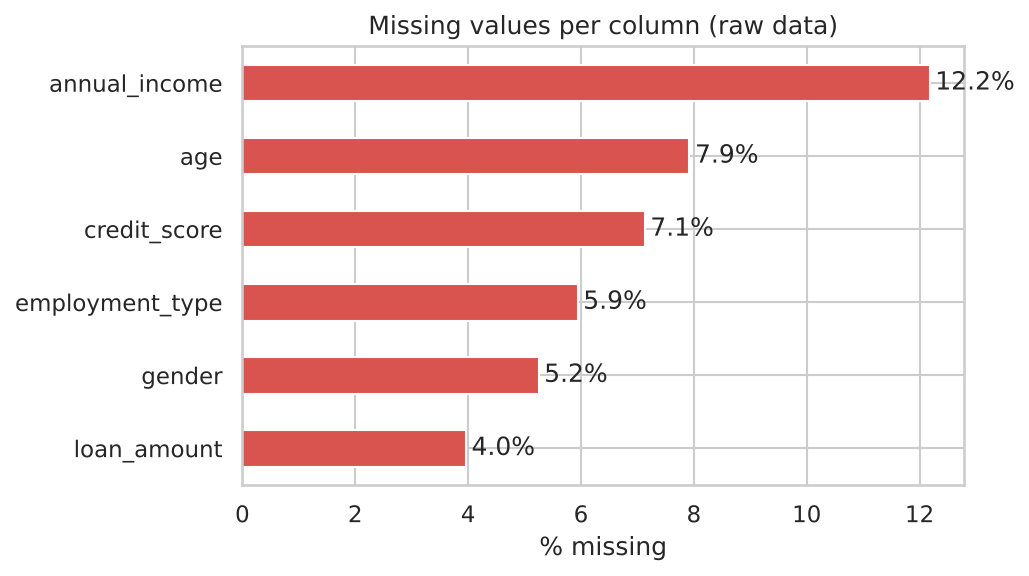 Missing values per column (raw data)
annual_income 12.2%
age 7.9%
credit_score 7.1%
employment_type 5.9%
gender 5.2%
loan_amount 4.0%
0 2 4 6 8 10 12
% missing